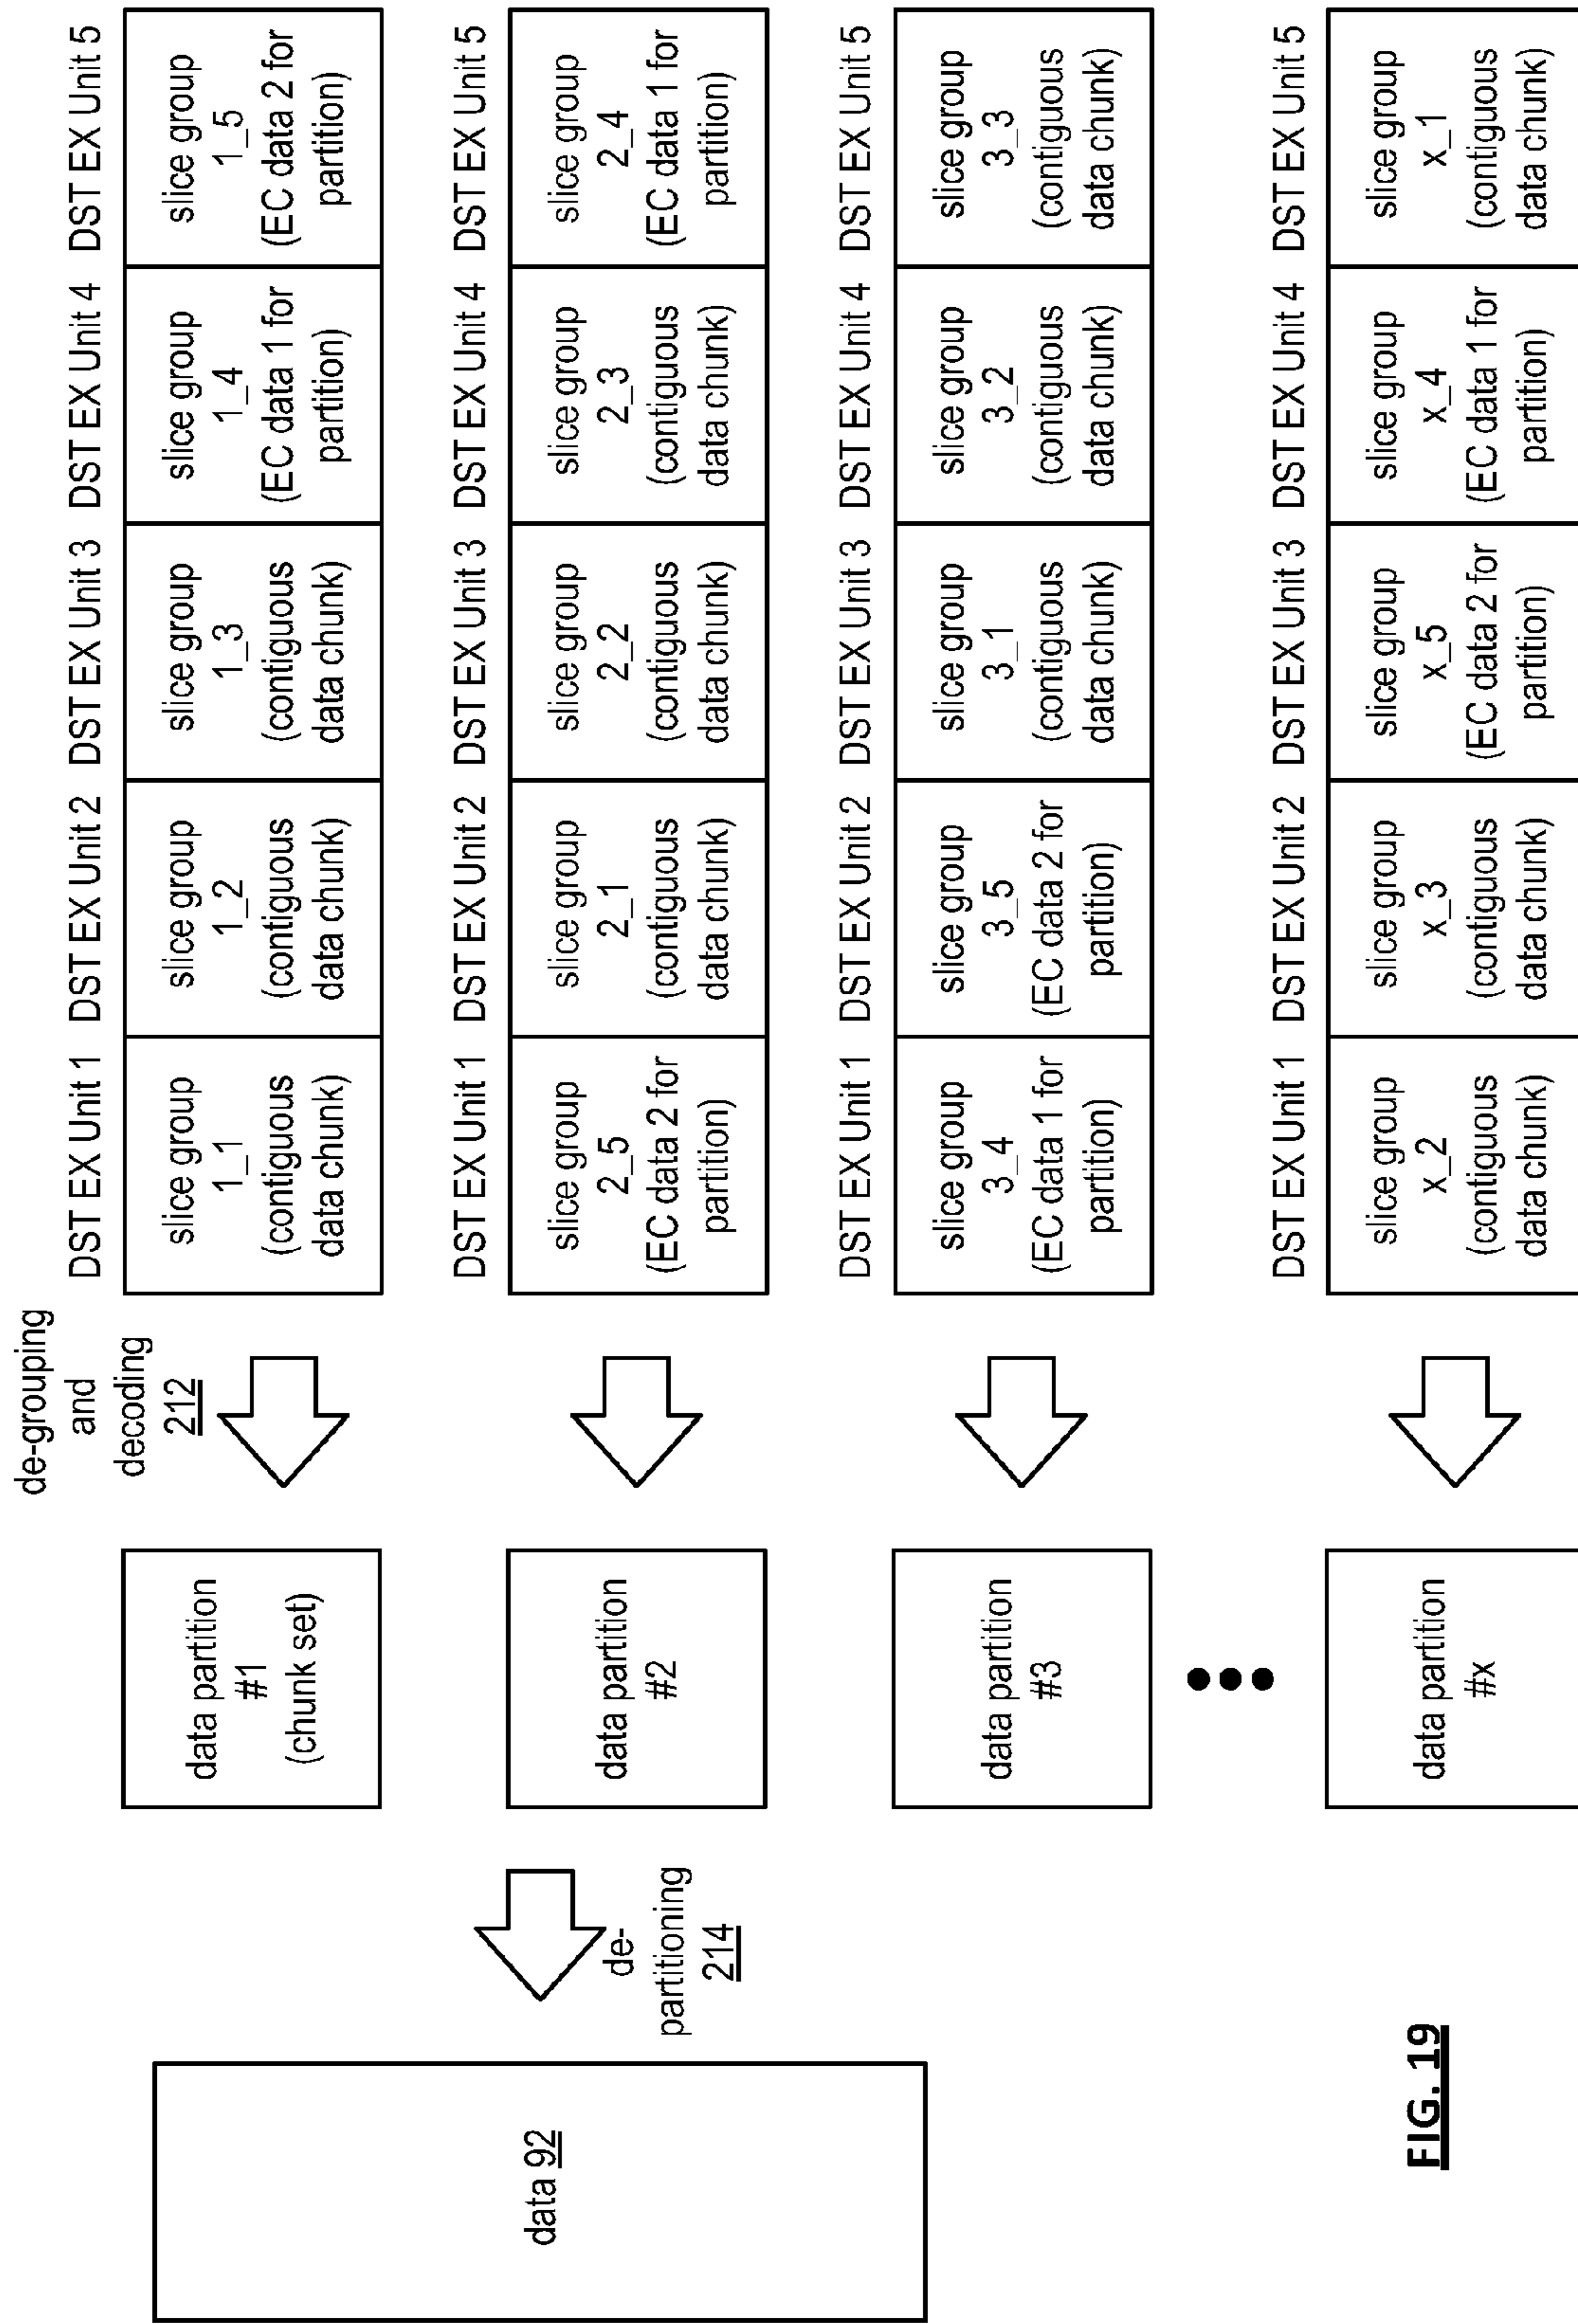 data 92
de-
partitioning
214
data partition
#1
(chunk set)
data partition
#2
data partition
#3
data partition
#x
de-grouping
and
decoding
212
DST EX Unit 1 DST EX Unit 2 DST EX Unit 3 DST EX Unit 4 DST EX Unit 5
slice group
1_1
(contiguous
data chunk)
slice group
1_2
(contiguous
data chunk)
slice group
1_3
(contiguous
data chunk)
slice group
1_4
(EC data 1 for
partition)
slice group
1_5
(EC data 2 for
partition)
DST EX Unit 1 DST EX Unit 2 DST EX Unit 3 DST EX Unit 4 DST EX Unit 5
slice group
2_5
(EC data 2 for
partition)
slice group
2_1
(contiguous
data chunk)
slice group
2_2
(contiguous
data chunk)
slice group
2_3
(contiguous
data chunk)
slice group
2_4
(EC data 1 for
partition)
DST EX Unit 1 DST EX Unit 2 DST EX Unit 3 DST EX Unit 4 DST EX Unit 5
slice group
3_4
(EC data 1 for
partition)
slice group
3_5
(EC data 2 for
partition)
slice group
3_1
(contiguous
data chunk)
slice group
3_2
(contiguous
data chunk)
slice group
3_3
(contiguous
data chunk)
DST EX Unit 1 DST EX Unit 2 DST EX Unit 3 DST EX Unit 4 DST EX Unit 5
slice group
x_2
(contiguous
data chunk)
slice group
x_3
(contiguous
data chunk)
slice group
x_5
(EC data 2 for
partition)
slice group
x_4
(EC data 1 for
partition)
slice group
x_1
(contiguous
data chunk)
FIG. 19